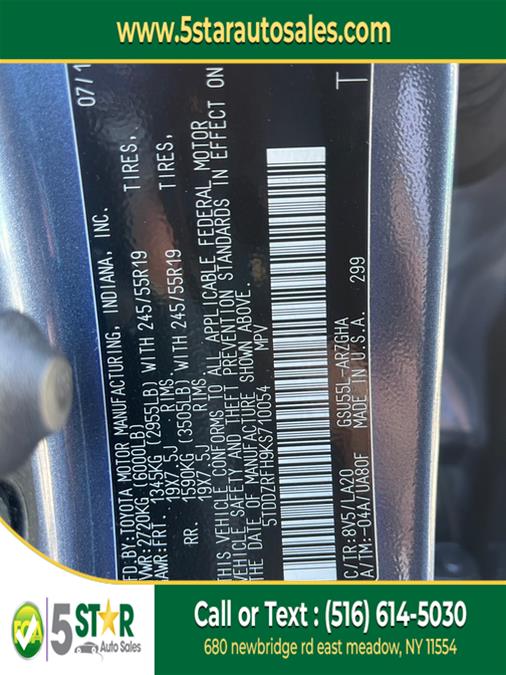 www.5starautosales.com
MFD.BY:TOYOTA MOTOR MANUFACTURING, INDIANA, INC. 07/1
GVWR:2720KG (6000LB)
GAWR:FRT. 1345KG (2955LB) WITH 245/55R19 TIRES,
19X7.5J RIMS
RR. 1590KG (3505LB) WITH 245/55R19 TIRES,
19X7.5J RIMS
THIS VEHICLE CONFORMS TO ALL APPLICABLE FEDERAL MOTOR
VEHICLE SAFETY AND THEFT PREVENTION STANDARDS IN EFFECT ON
THE DATE OF MANUFACTURE SHOWN ABOVE.
5TDDZRFH9KS710054 MPV
C/TR:8V5/LA20 GSU55L-ARZGHA T
A/TM:-04A/UA80F MADE IN U.S.A. 299
5 STAR
Auto Sales
Call or Text : (516) 614-5030
680 newbridge rd east meadow, NY 11554